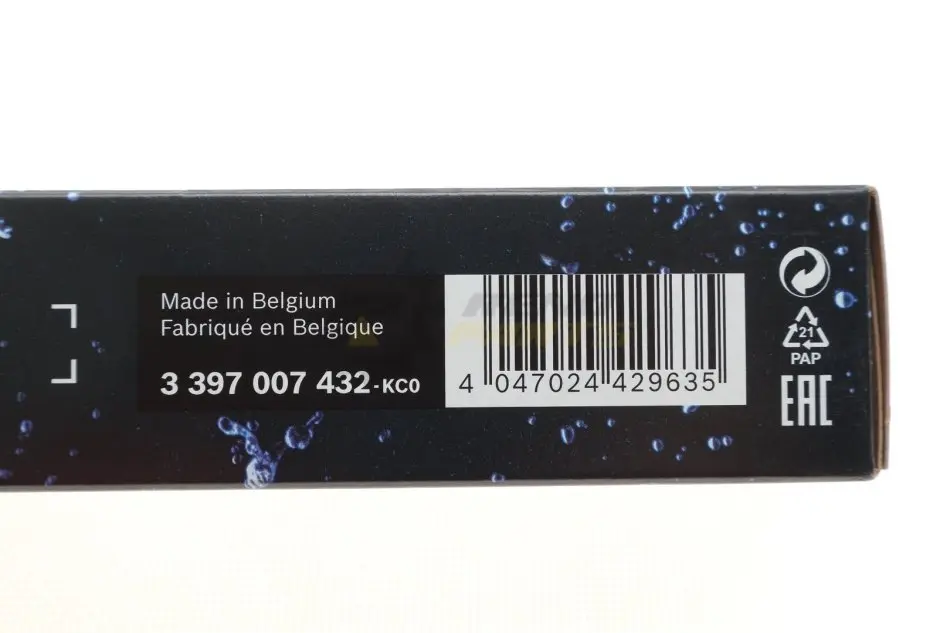 Made in Belgium
Fabriqué en Belgique
3 397 007 432-KC0
4 047024 429635
21
PAP
EAC